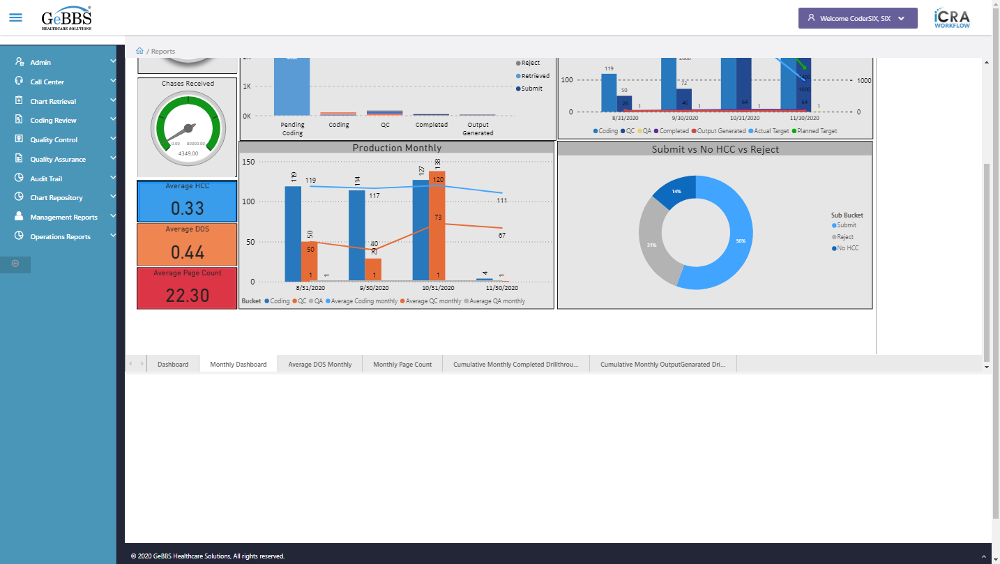 GeBBS®
HEALTHCARE SOLUTIONS
Welcome CoderSIX, SIX
iCRA
WORKFLOW
Admin
Call Center
Chart Retrieval
Coding Review
Quality Control
Quality Assurance
Audit Trail
Chart Repository
Management Reports
Operations Reports
/ Reports
Chases Received
0.00 80000.00
4349.00
Average HCC
0.33
Average DOS
0.44
Average Page Count
22.30
1K
0K
Pending Coding
Coding
QC
Completed
Output Generated
Reject
Retrieved
Submit
100
0
119
50
26
1
72
46
1
64
1
1400
1000
64
1
1000
0
8/31/2020 9/30/2020 10/31/2020 11/30/2020
Coding QC QA Completed Output Generated Actual Target Planned Target
Production Monthly
150
100
50
0
119
119
50
50
1
1
114
117
40
1
127
138
120
73
1
111
67
4
1
8/31/2020 9/30/2020 10/31/2020 11/30/2020
Bucket Coding QC QA Average Coding monthly Average QC monthly Average QA monthly
Submit vs No HCC vs Reject
14%
31%
56%
Sub Bucket
Submit
Reject
No HCC
Dashboard Monthly Dashboard Average DOS Monthly Monthly Page Count Cumulative Monthly Completed Drillthrou... Cumulative Monthly OutputGenarated Dri...
© 2020 GeBBS Healthcare Solutions, All rights reserved.